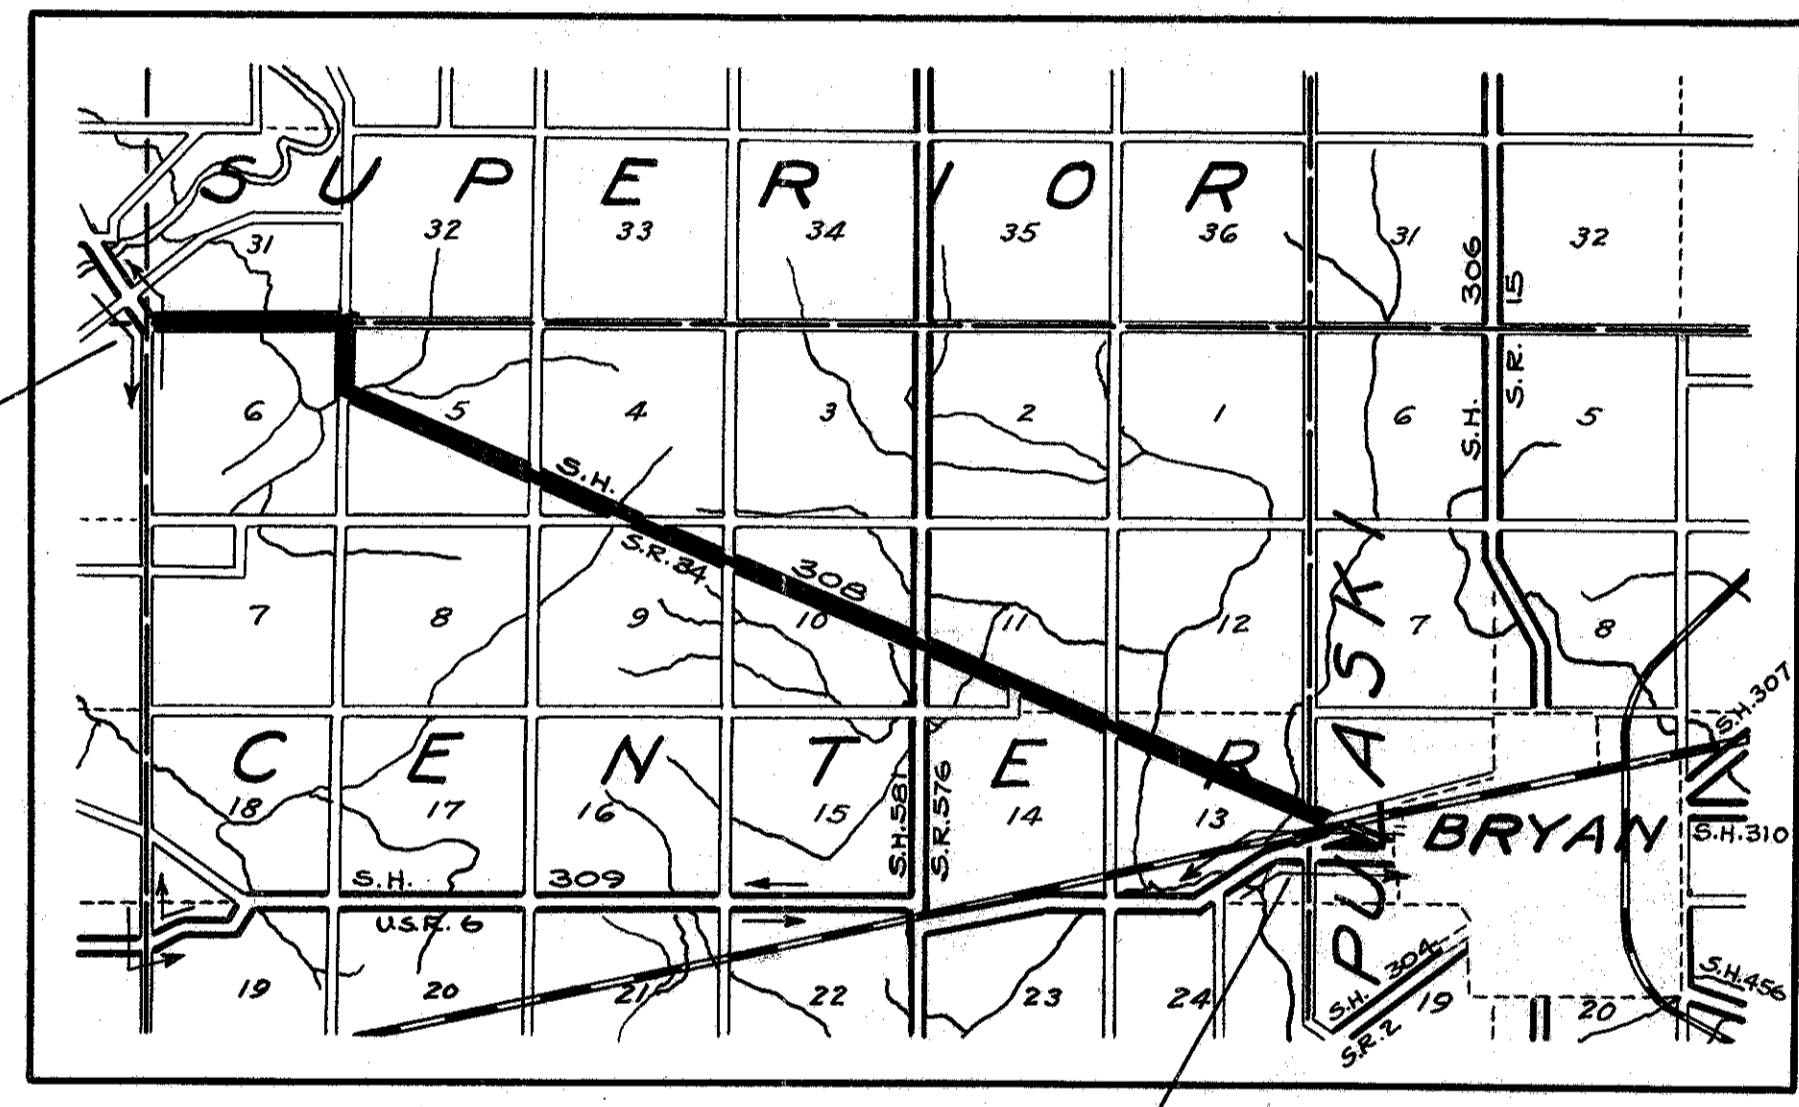 SUPERIOR
31 32 33 34 35 36 31 32
S.H. 306
S.R. 15
6 5 4 3 2 1 6 5
S.H. 308
S.R. 34
7 8 9 10 11 12 7 8
PULASKI
S.H. 307
CENTER
18 17 16 15 14 13
S.H. 581
S.R. 576
BRYAN
S.H. 310
S.H. 309
U.S.R. 6
19 20 21 22 23 24 19 20
S.H. 304
S.R. 2
S.H. 456